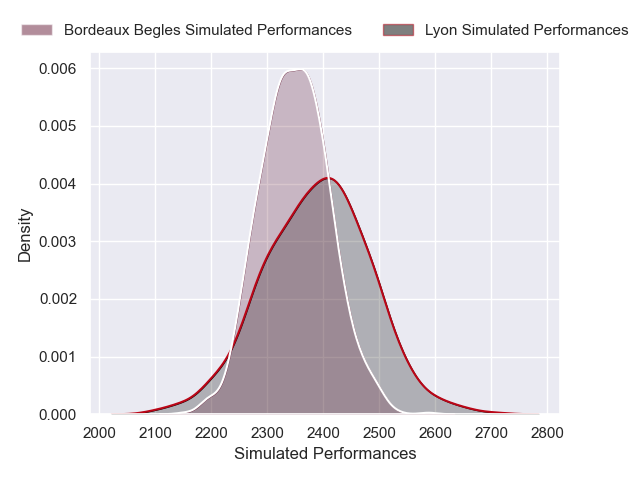 Bordeaux Begles Simulated Performances Lyon Simulated Performances
0.006
0.005
0.004
0.003
0.002
0.001
0.000
Density
2000 2100 2200 2300 2400 2500 2600 2700 2800
Simulated Performances